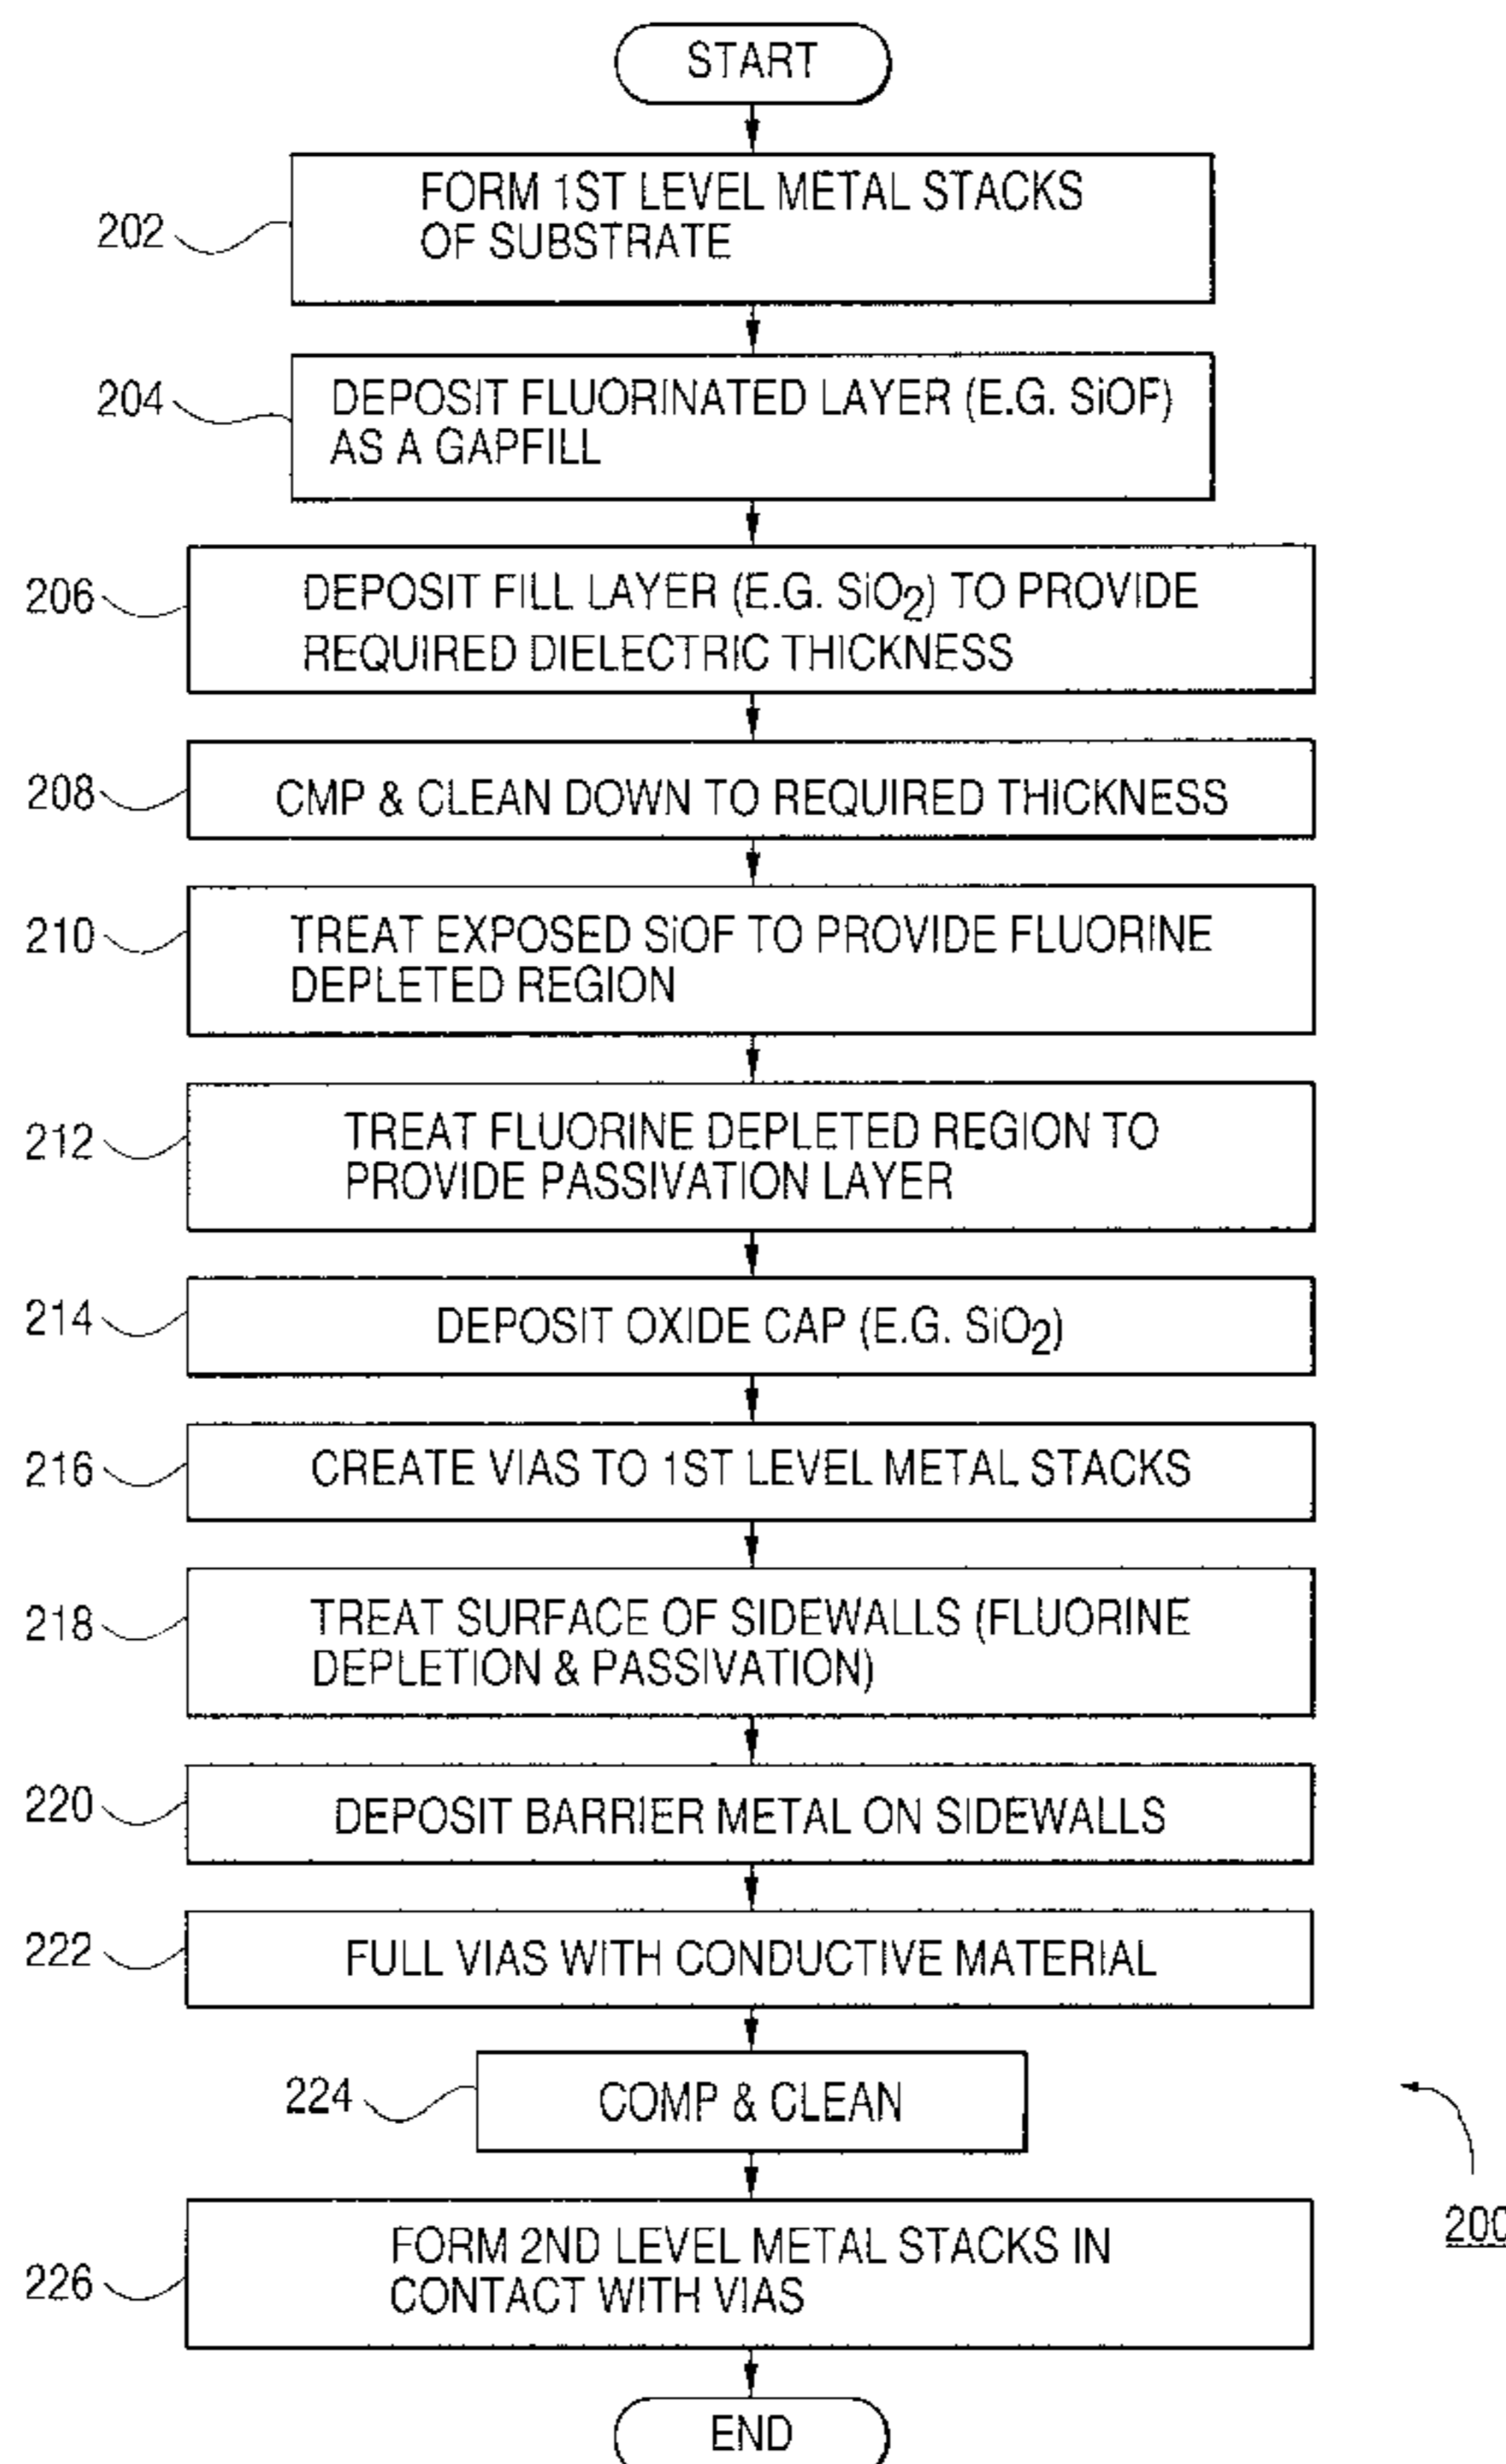 START
202
FORM 1ST LEVEL METAL STACKS
OF SUBSTRATE
204
DEPOSIT FLUORINATED LAYER (E.G. SiOF)
AS A GAPFILL
206
DEPOSIT FILL LAYER (E.G. SiO2) TO PROVIDE
REQUIRED DIELECTRIC THICKNESS
208
CMP & CLEAN DOWN TO REQUIRED THICKNESS
210
TREAT EXPOSED SiOF TO PROVIDE FLUORINE
DEPLETED REGION
212
TREAT FLUORINE DEPLETED REGION TO
PROVIDE PASSIVATION LAYER
214
DEPOSIT OXIDE CAP (E.G. SiO2)
216
CREATE VIAS TO 1ST LEVEL METAL STACKS
218
TREAT SURFACE OF SIDEWALLS (FLUORINE
DEPLETION & PASSIVATION)
220
DEPOSIT BARRIER METAL ON SIDEWALLS
222
FULL VIAS WITH CONDUCTIVE MATERIAL
224
COMP & CLEAN
200
226
FORM 2ND LEVEL METAL STACKS IN
CONTACT WITH VIAS
END